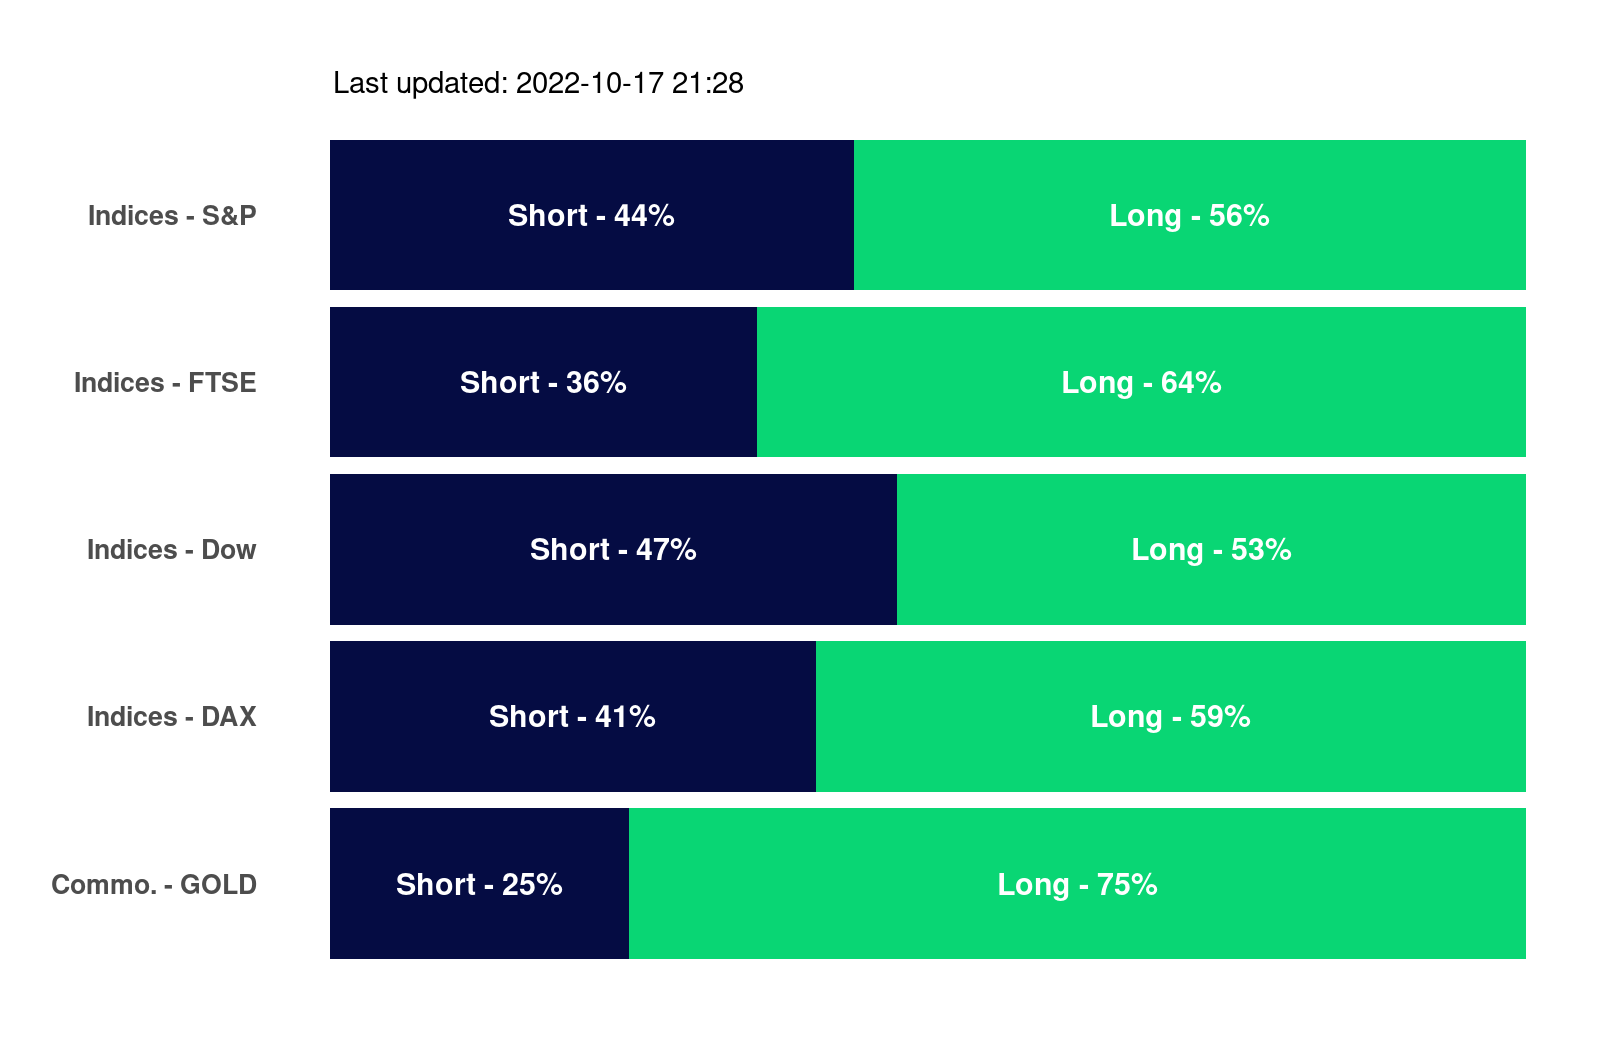 Last updated: 2022-10-17 21:28
Indices - S&P Short - 44% Long - 56%
Indices - FTSE Short - 36% Long - 64%
Indices - Dow Short - 47% Long - 53%
Indices - DAX Short - 41% Long - 59%
Commo. - GOLD Short - 25% Long - 75%